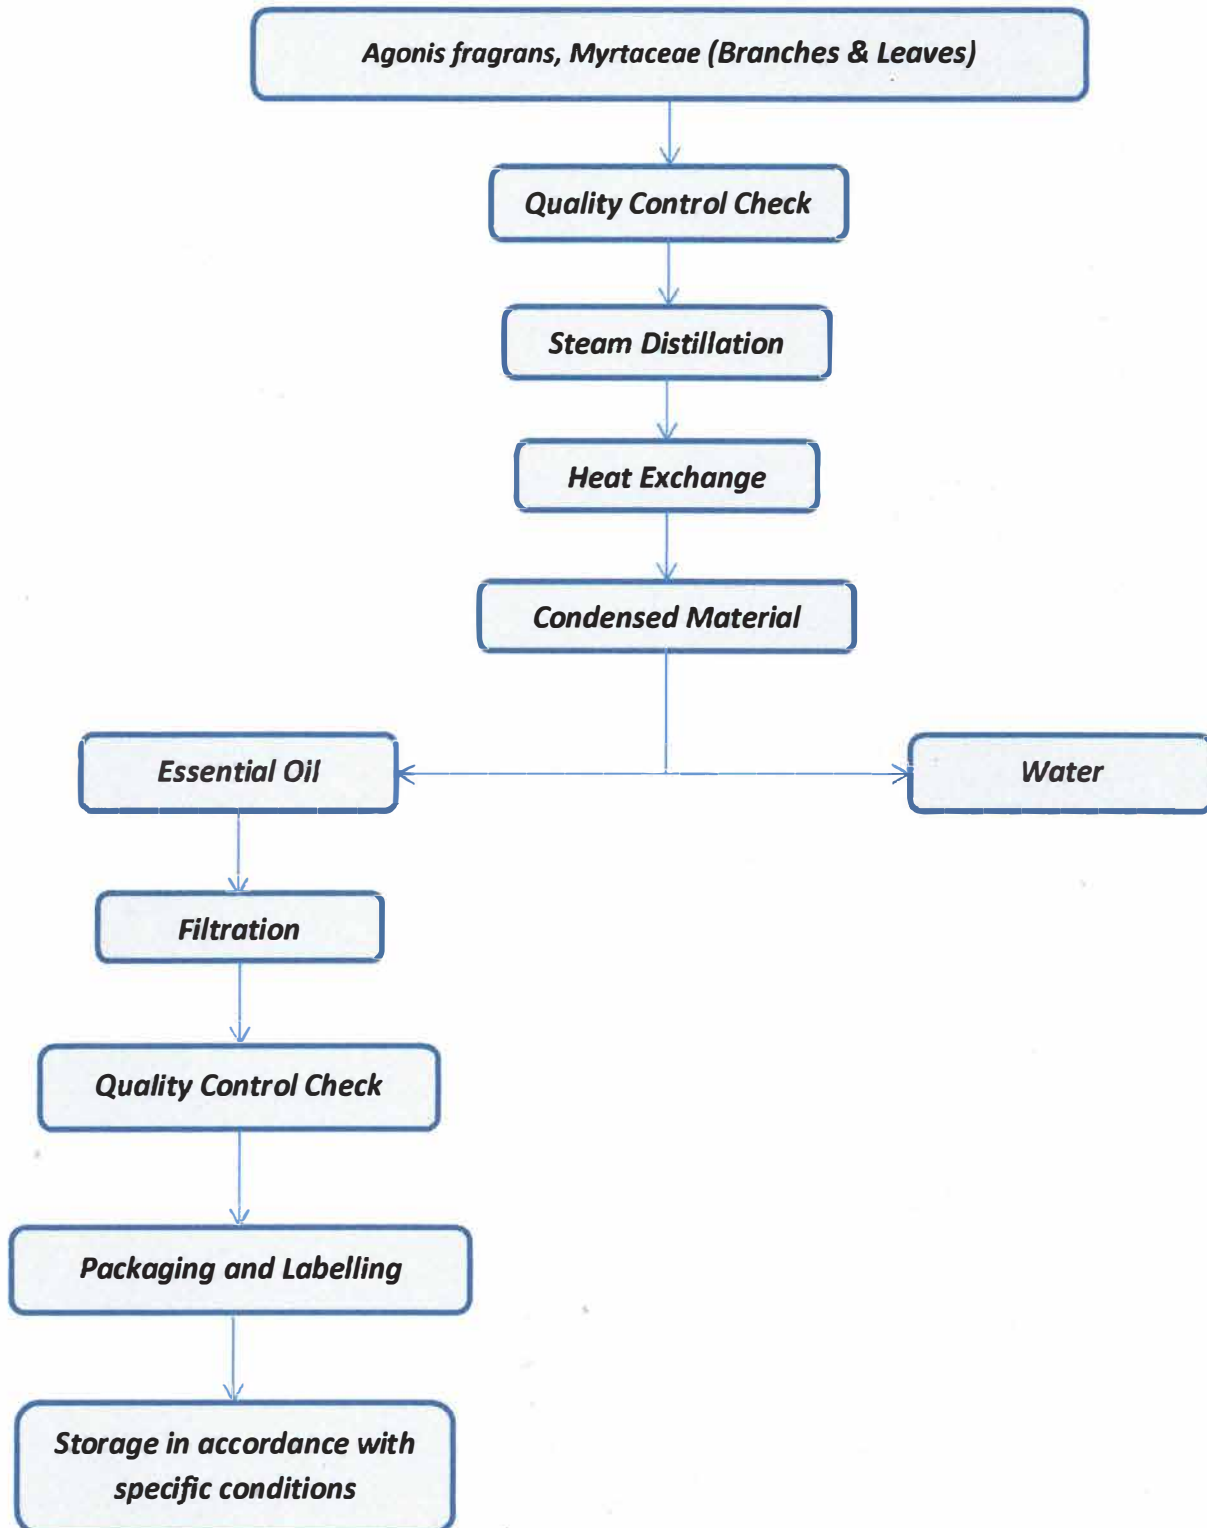 Agonis fragrans, Myrtaceae (Branches & Leaves)
Quality Control Check
Steam Distillation
Heat Exchange
Condensed Material
Essential Oil
Water
Filtration
Quality Control Check
Packaging and Labelling
Storage in accordance with
specific conditions